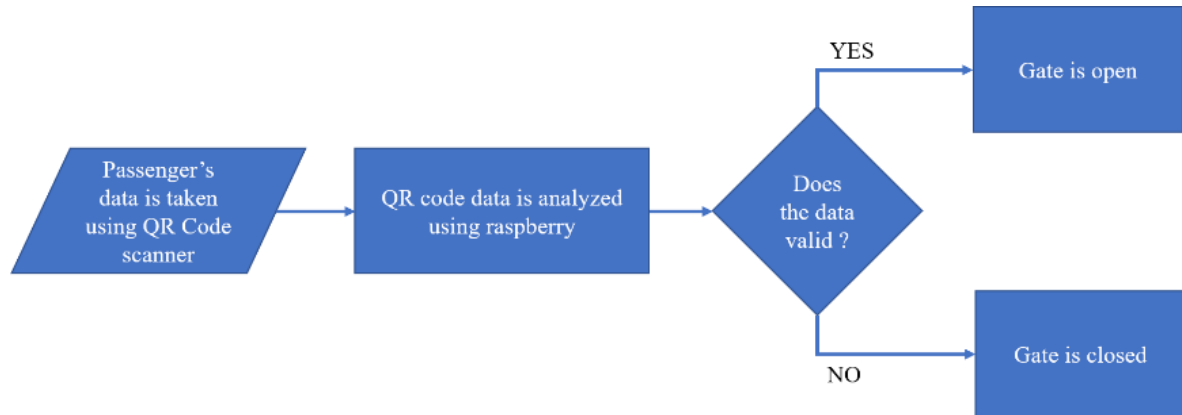 Passenger's
data is taken
using QR Code
scanner
QR code data is analyzed
using raspberry
Does
the data
valid ?
YES
Gate is open
NO
Gate is closed